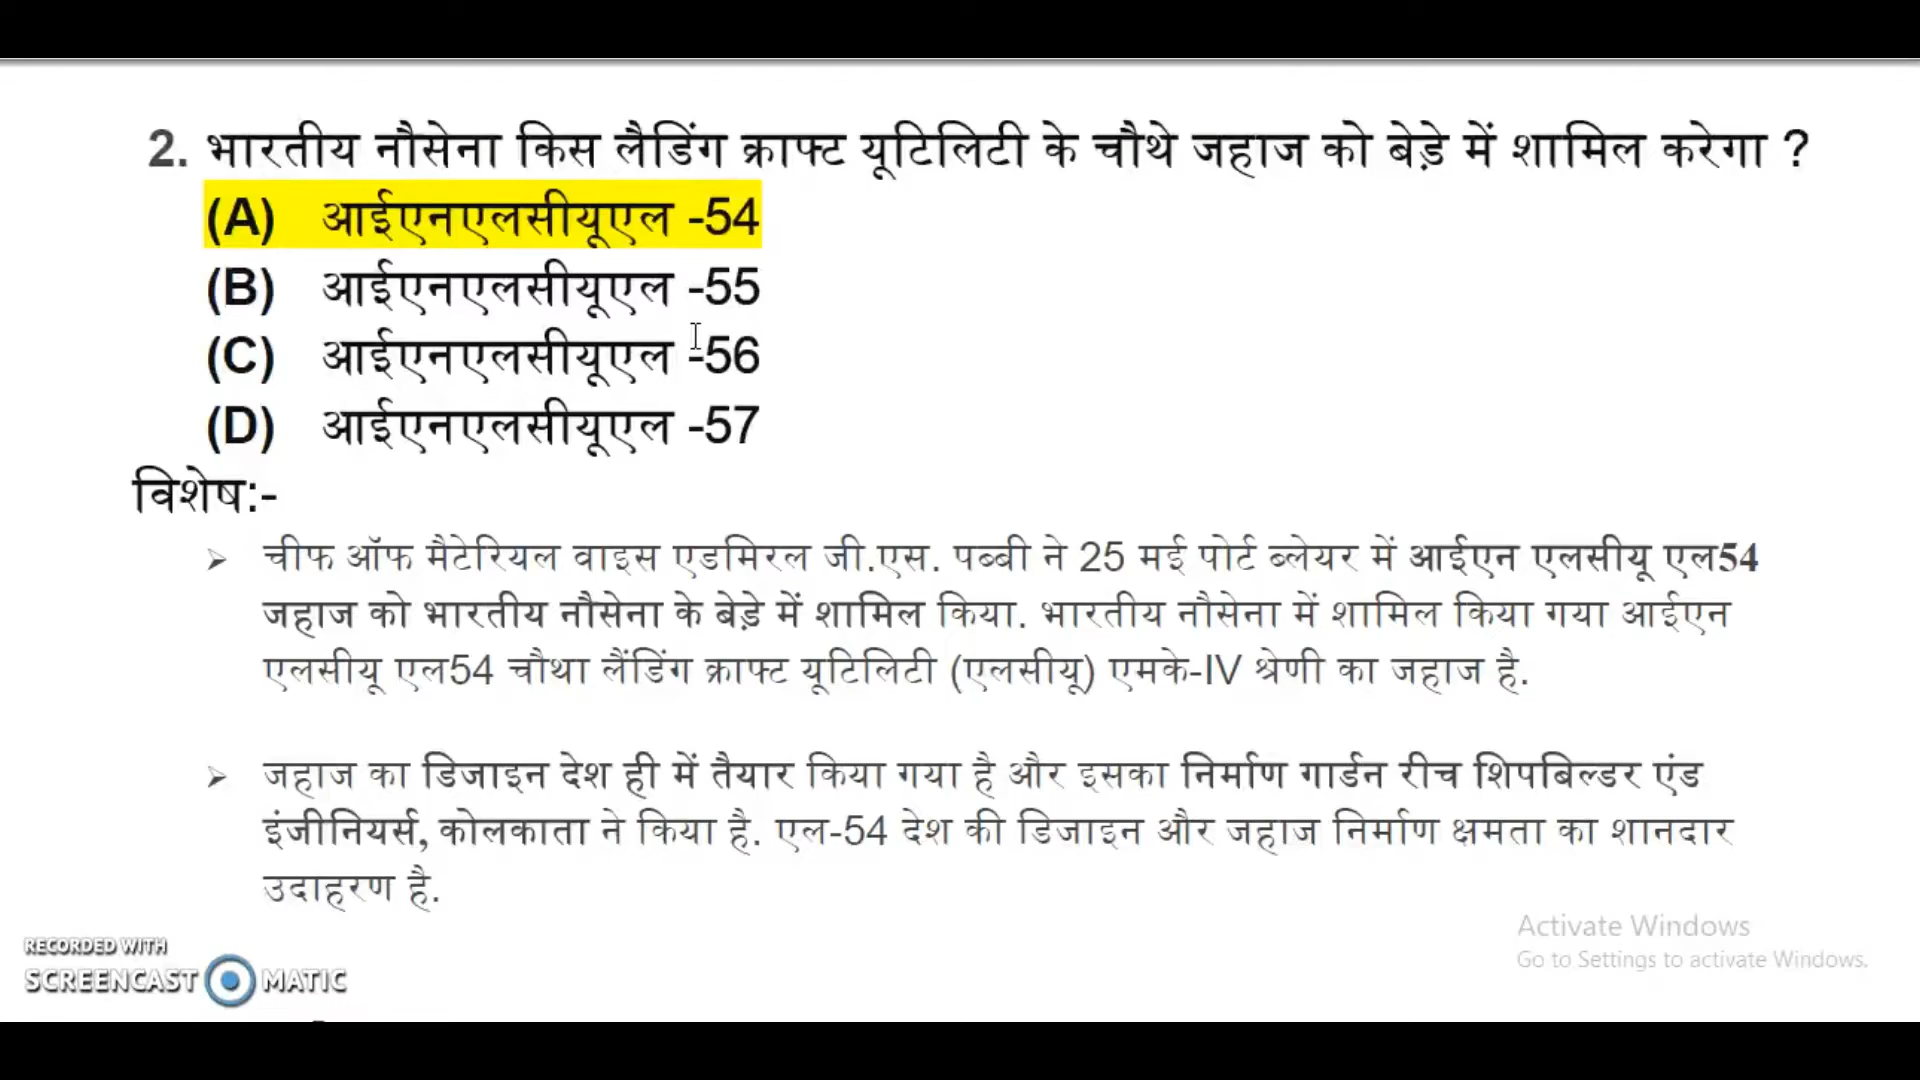 2. भारतीय नौसेना किस लैडिंग क्राफ्ट यूटिलिटी के चौथे जहाज को बेड़े में शामिल करेगा ?
(A) आईएनएलसीयूएल -54
(B) आईएनएलसीयूएल -55
(C) आईएनएलसीयूएल -56
(D) आईएनएलसीयूएल -57
विशेष:-
➢ चीफ ऑफ मैटेरियल वाइस एडमिरल जी.एस. पब्बी ने 25 मई पोर्ट ब्लेयर में आईएन एलसीयू एल54
जहाज को भारतीय नौसेना के बेड़े में शामिल किया. भारतीय नौसेना में शामिल किया गया आईएन
एलसीयू एल54 चौथा लैंडिंग क्राफ्ट यूटिलिटी (एलसीयू) एमके-IV श्रेणी का जहाज है.
➢ जहाज का डिजाइन देश ही में तैयार किया गया है और इसका निर्माण गार्डन रीच शिपबिल्डर एंड
इंजीनियर्स, कोलकाता ने किया है. एल-54 देश की डिजाइन और जहाज निर्माण क्षमता का शानदार
उदाहरण है.
Activate Windows
Go to Settings to activate Windows.
RECORDED WITH
SCREENCAST MATIC